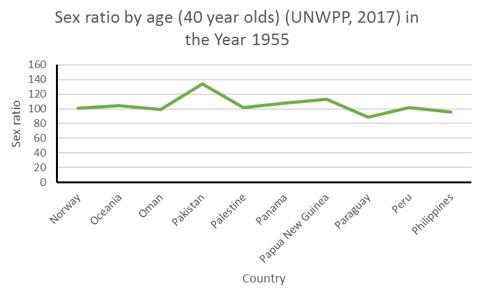 Sex ratio by age (40 year olds) (UNWPP, 2017) in
the Year 1955
160
140
120
100
80
60
40
20
0
Sex ratio
Norway
Oceania
Oman
Pakistan
Palestine
Panama
Papua New Guinea
Paraguay
Peru
Philippines
Country